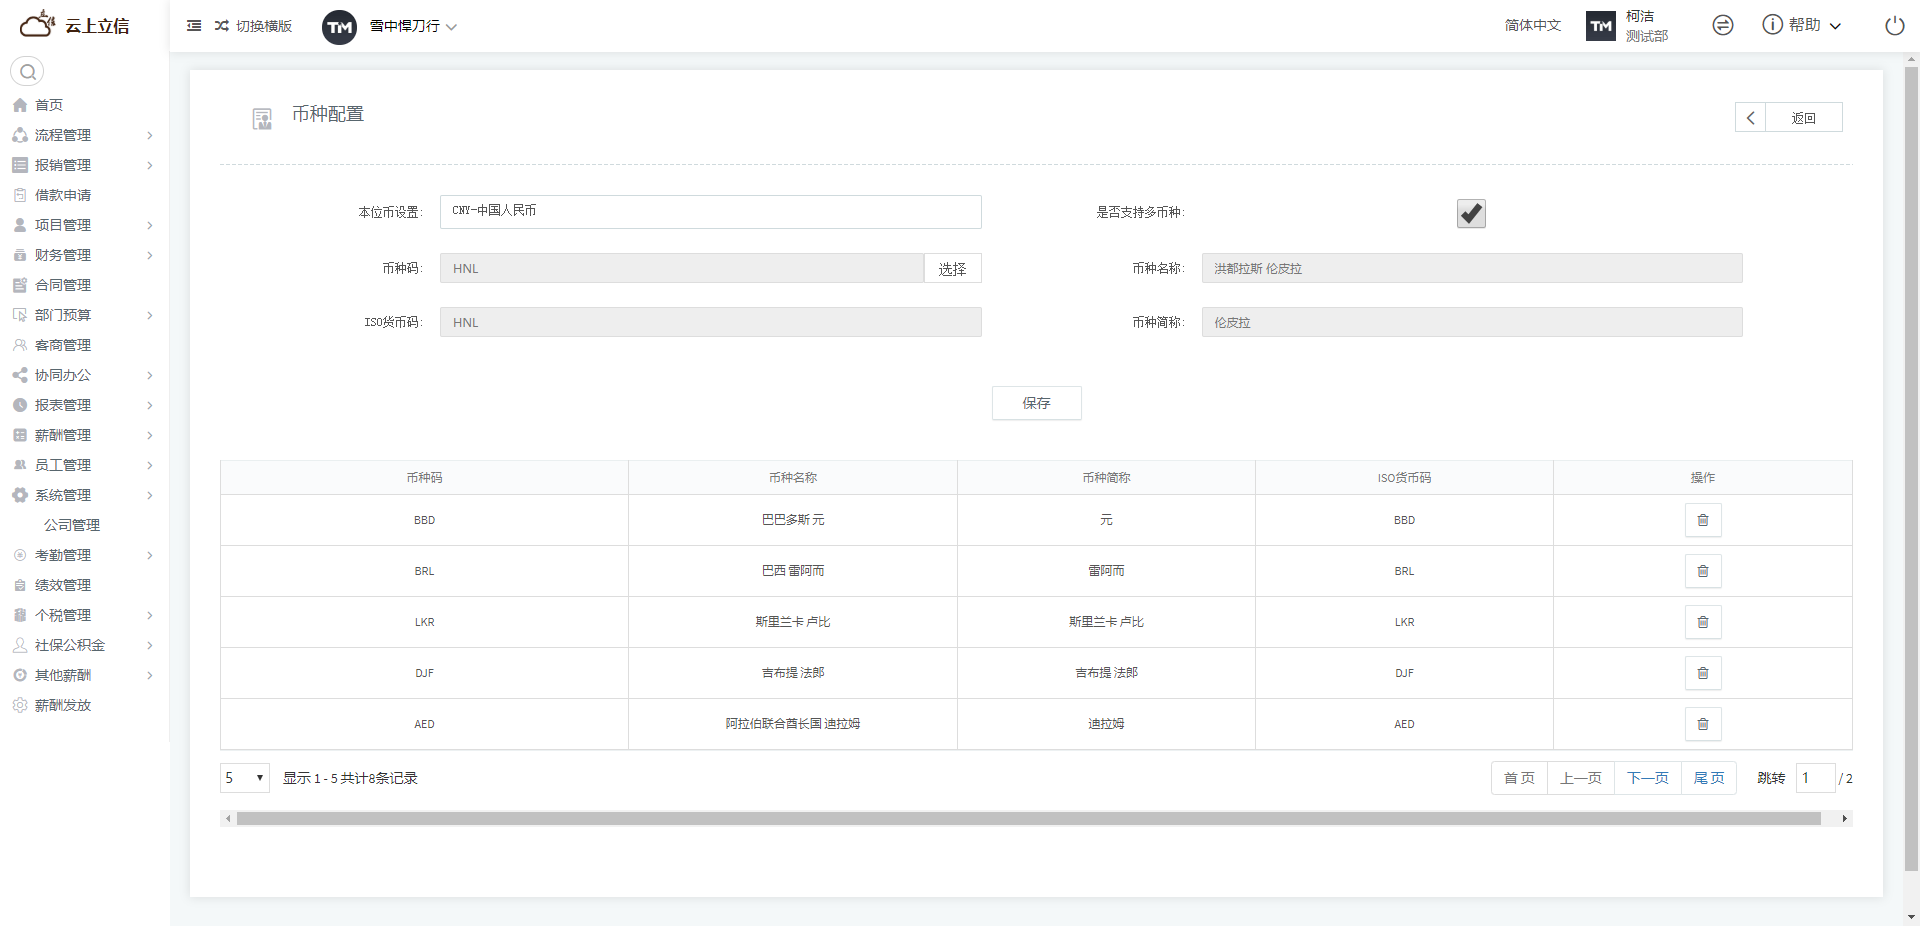 云上立信
切换横版
TM
雪中悍刀行
简体中文
TM
柯洁
测试部
帮助
首页
流程管理
报销管理
借款申请
项目管理
财务管理
合同管理
部门预算
客商管理
协同办公
报表管理
薪酬管理
员工管理
系统管理
公司管理
考勤管理
绩效管理
个税管理
社保公积金
其他薪酬
薪酬发放
币种配置
返回
本位币设置: CNY-中国人民币
是否支持多币种:
币种码: HNL 选择
币种名称: 洪都拉斯 伦皮拉
ISO货币码: HNL
币种简称: 伦皮拉
保存
币种码 币种名称 币种简称 ISO货币码 操作
BBD 巴巴多斯 元 元 BBD
BRL 巴西 雷阿而 雷阿而 BRL
LKR 斯里兰卡 卢比 斯里兰卡 卢比 LKR
DJF 吉布提 法郎 吉布提 法郎 DJF
AED 阿拉伯联合酋长国 迪拉姆 迪拉姆 AED
5 显示 1 - 5 共计8条记录
首页 上一页 下一页 尾页 跳转 1 / 2